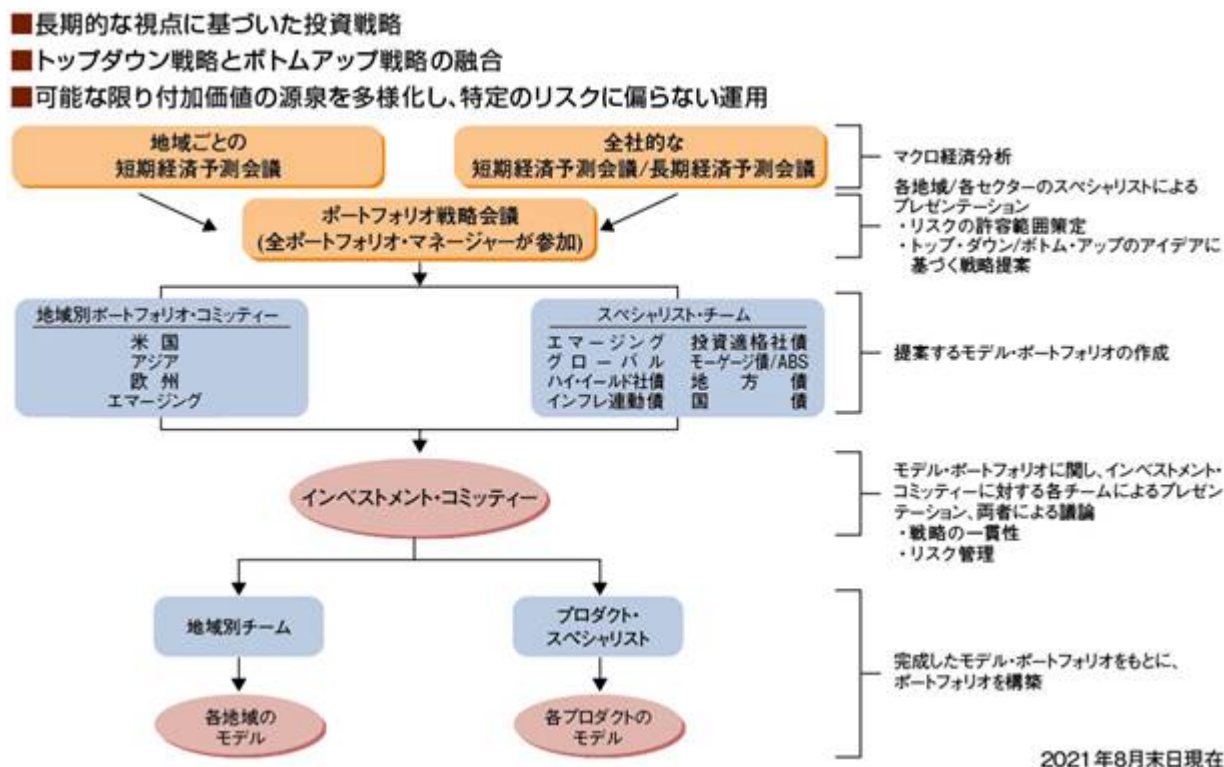 ■長期的な視点に基づいた投資戦略
■トップダウン戦略とボトムアップ戦略の融合
■可能な限り付加価値の源泉を多様化し、特定のリスクに偏らない運用
地域ごとの
短期経済予測会議
全社的な
短期経済予測会議/長期経済予測会議
マクロ経済分析
ポートフォリオ戦略会議
(全ポートフォリオ・マネージャーが参加)
各地域/各セクターのスペシャリストによる
プレゼンテーション
・リスクの許容範囲策定
・トップ・ダウン/ボトム・アップのアイデアに
基づく戦略提案
地域別ポートフォリオ・コミッティー
米国
アジア
欧州
エマージング
スペシャリスト・チーム
エマージング 投資適格社債
グローバル モーゲージ債/ABS
ハイ・イールド社債 地方債
インフレ連動債 国債
提案するモデル・ポートフォリオの作成
インベストメント・コミッティー
モデル・ポートフォリオに関し、インベストメント・
コミッティーに対する各チームによるプレゼン
テーション、両者による議論
・戦略の一貫性
・リスク管理
地域別チーム
プロダクト・
スペシャリスト
各地域の
モデル
各プロダクトの
モデル
完成したモデル・ポートフォリオをもとに、
ポートフォリオを構築
2021年8月末日現在